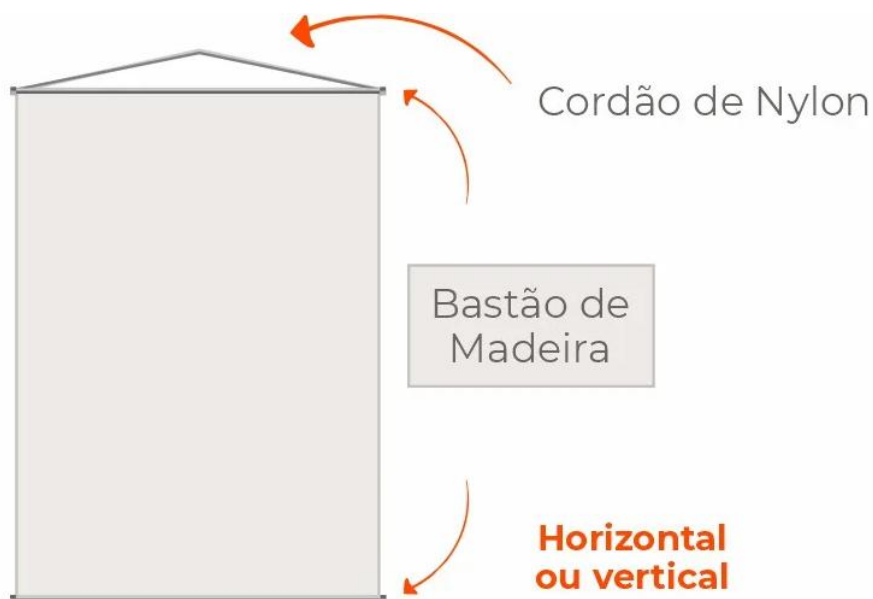 Cordão de Nylon
Bastão de
Madeira
Horizontal
ou vertical